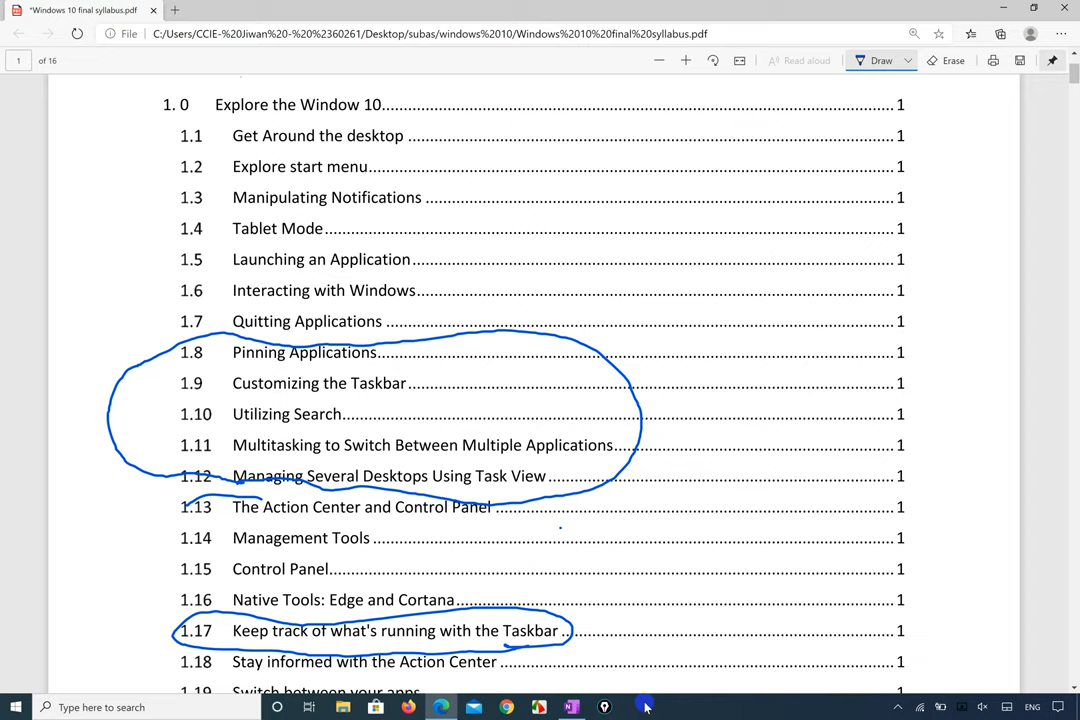 *Windows 10 final syllabus.pdf
File C:/Users/CCIE-%20Jiwan%20-%20%2360261/Desktop/subas/windows%2010/Windows%2010%20final%20syllabus.pdf
1 of 16 Read aloud Draw Erase
1. 0 Explore the Window 10 1
1.1 Get Around the desktop 1
1.2 Explore start menu 1
1.3 Manipulating Notifications 1
1.4 Tablet Mode 1
1.5 Launching an Application 1
1.6 Interacting with Windows 1
1.7 Quitting Applications 1
1.8 Pinning Applications 1
1.9 Customizing the Taskbar 1
1.10 Utilizing Search 1
1.11 Multitasking to Switch Between Multiple Applications 1
1.12 Managing Several Desktops Using Task View 1
1.13 The Action Center and Control Panel 1
1.14 Management Tools 1
1.15 Control Panel 1
1.16 Native Tools: Edge and Cortana 1
1.17 Keep track of what's running with the Taskbar 1
1.18 Stay informed with the Action Center 1
1.19 Switch between your apps 1
Type here to search ENG